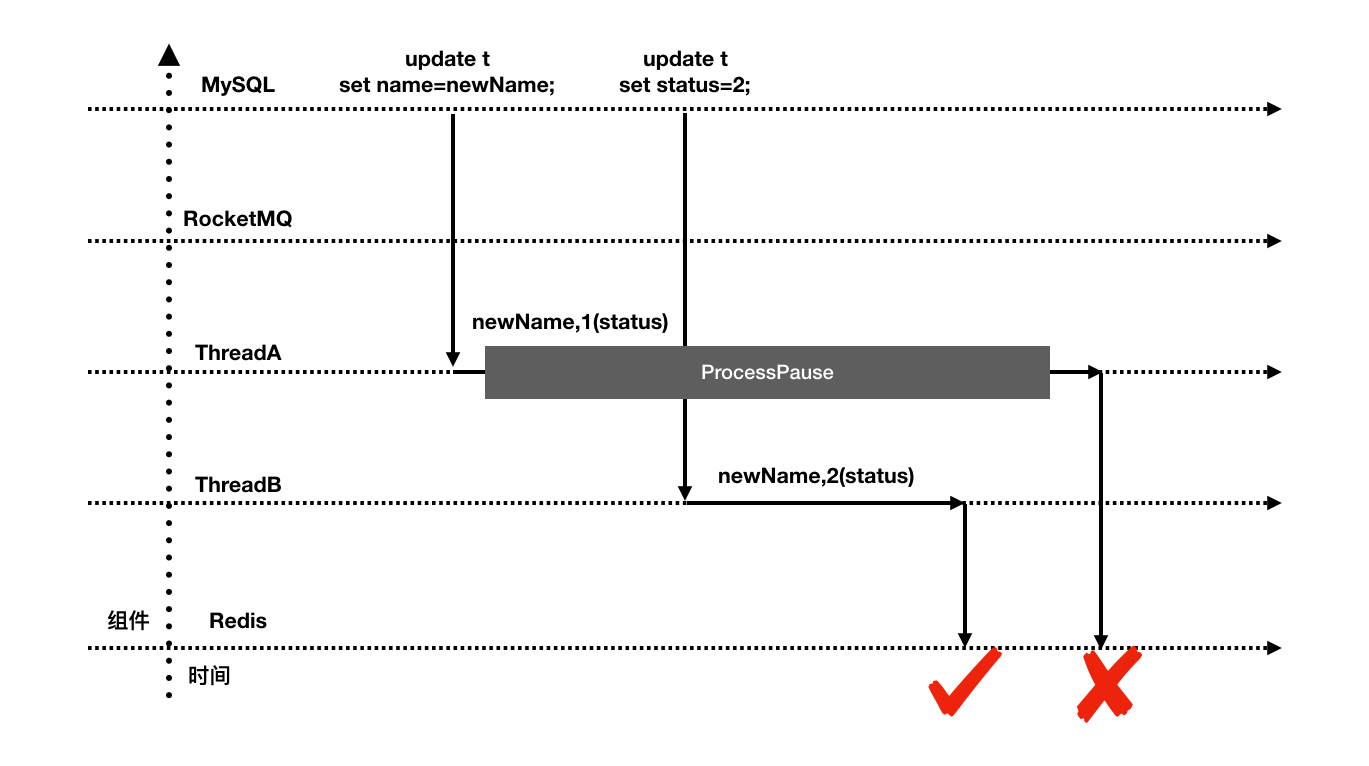 update t
set name=newName;
update t
set status=2;
MySQL
RocketMQ
newName,1(status)
ThreadA
ProcessPause
newName,2(status)
ThreadB
组件
Redis
时间